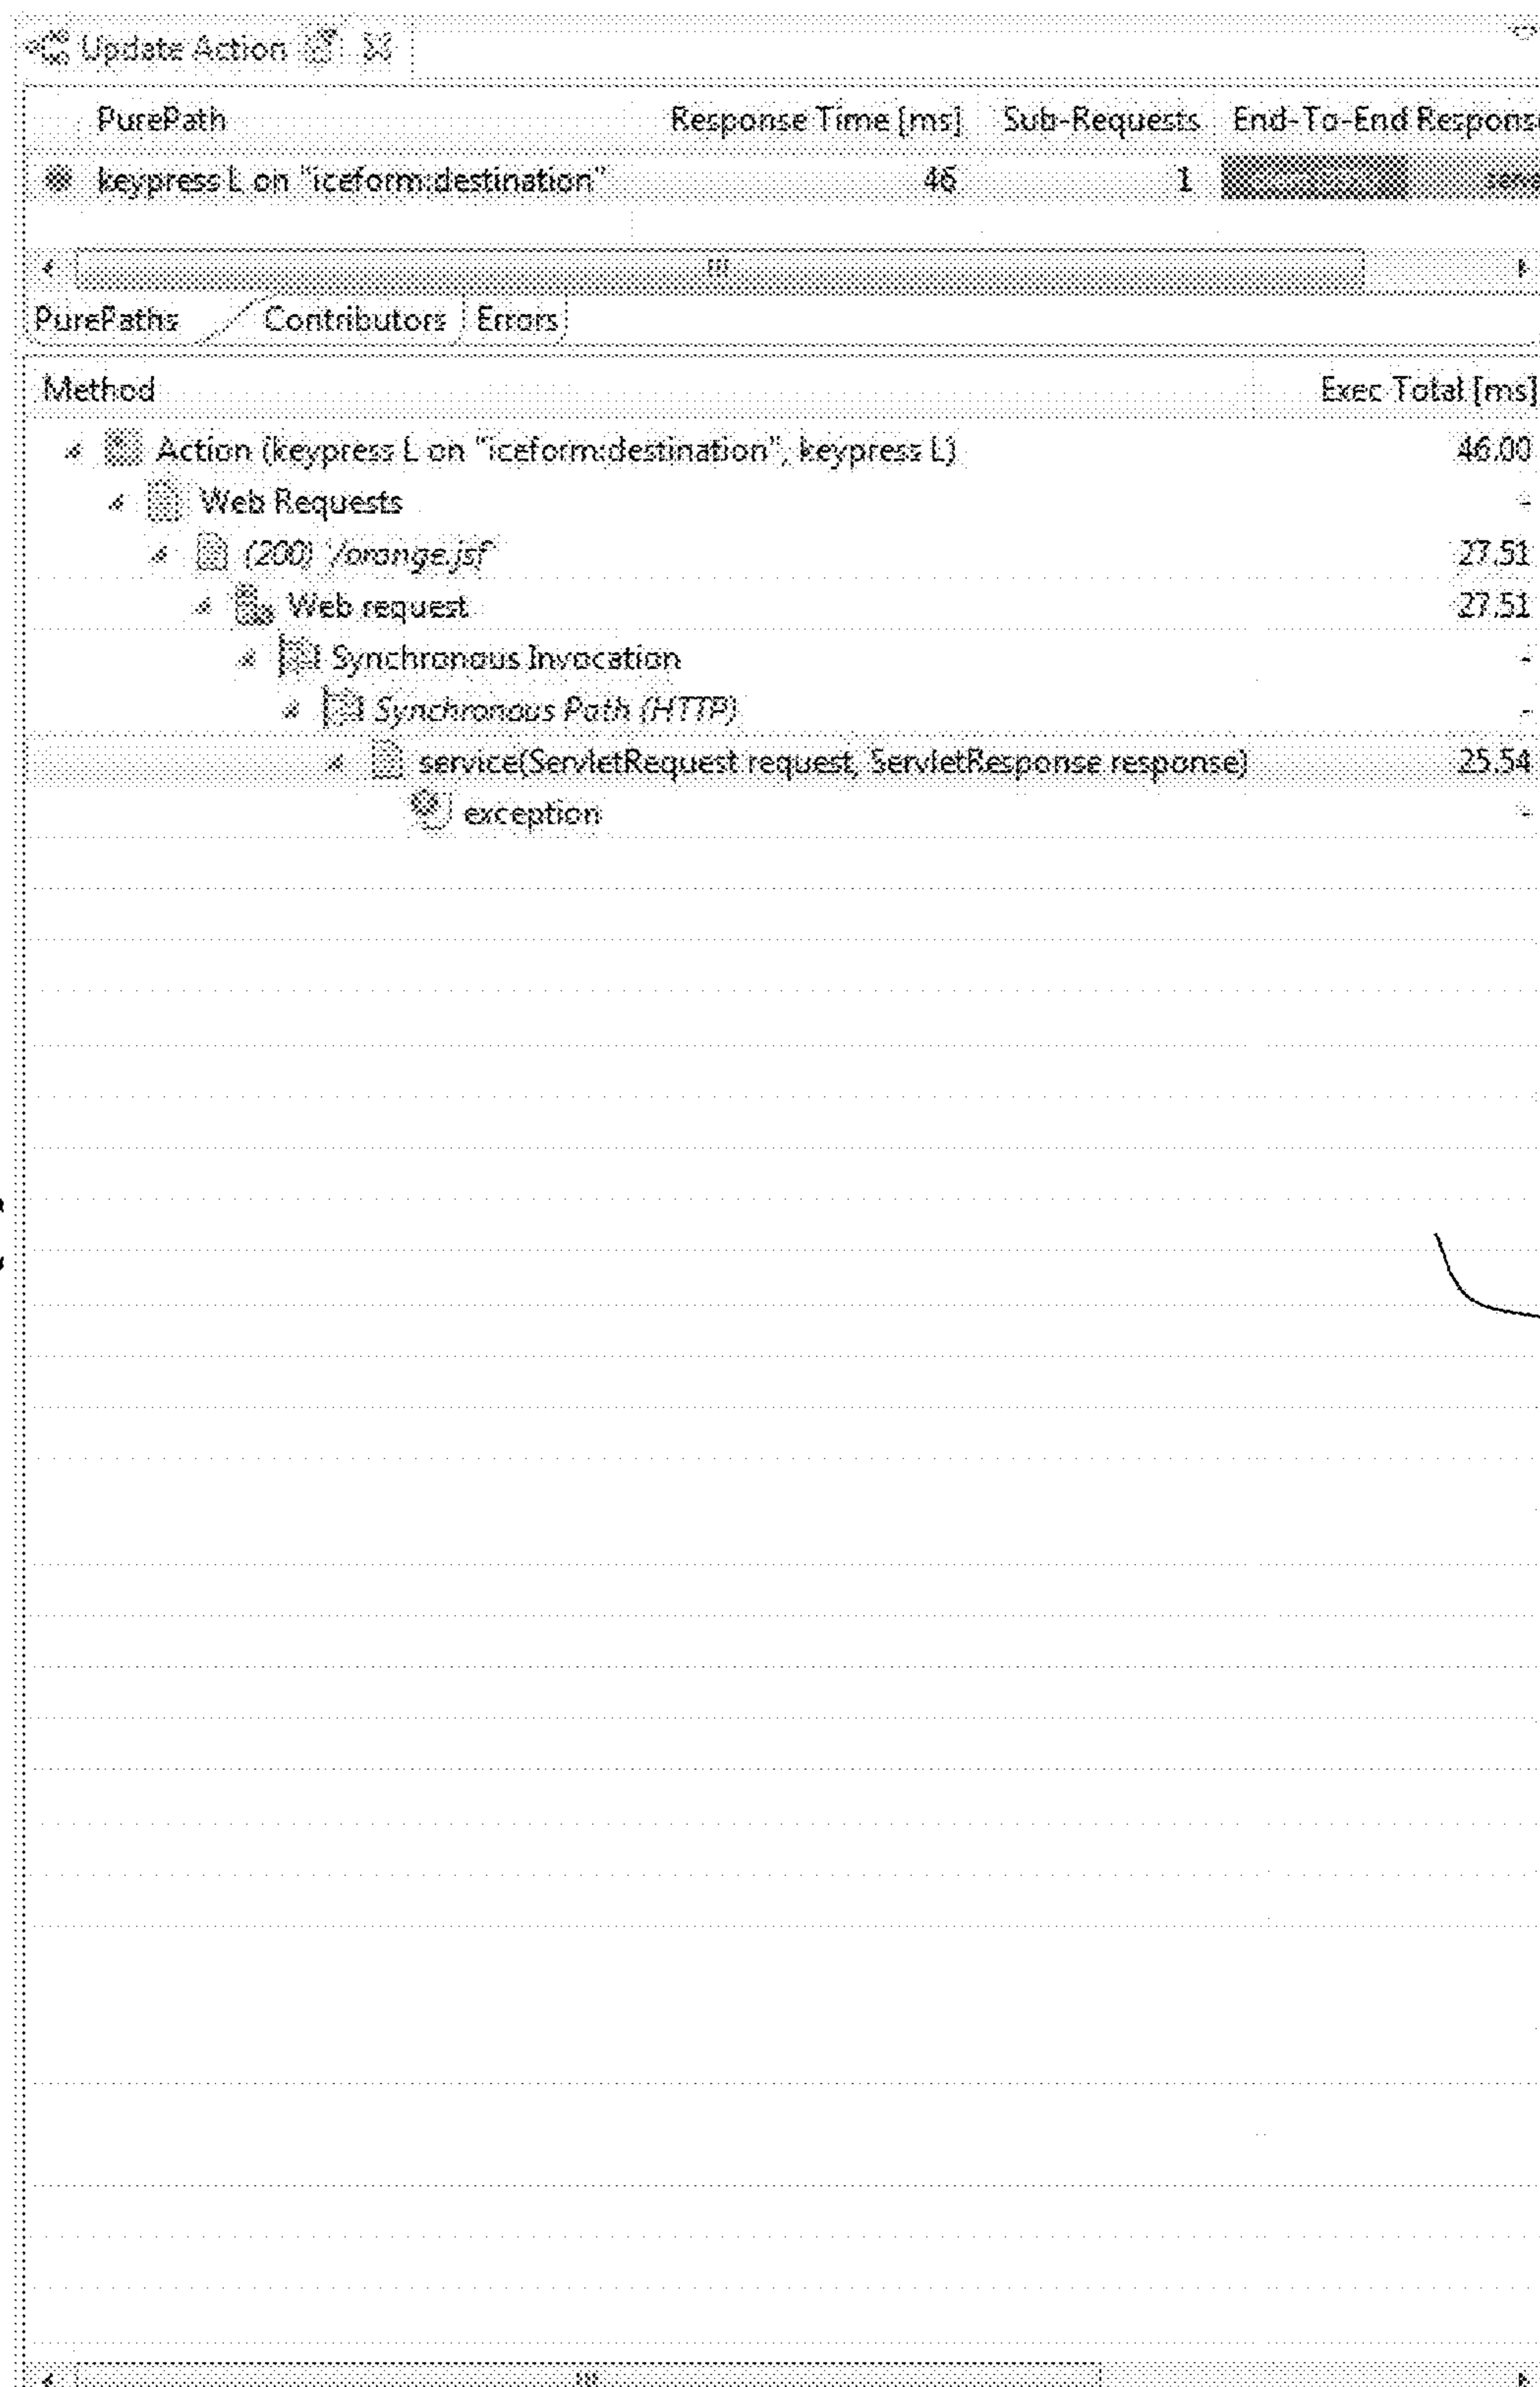 Update Action
PurePath Response Time [ms] Sub-Requests End-To-End Response
keypress L on "iceform:destination" 46 1
PurePaths Contributors Errors
Method Exec Total [ms]
Action (keypress L on "iceform:destination", keypress L) 46.00
Web Requests -
(200) '/orange.jsf' 27.51
Web request 27.51
Synchronous Invocation -
Synchronous Path (HTTP) -
service(ServletRequest request, ServletResponse response) 25.54
exception -